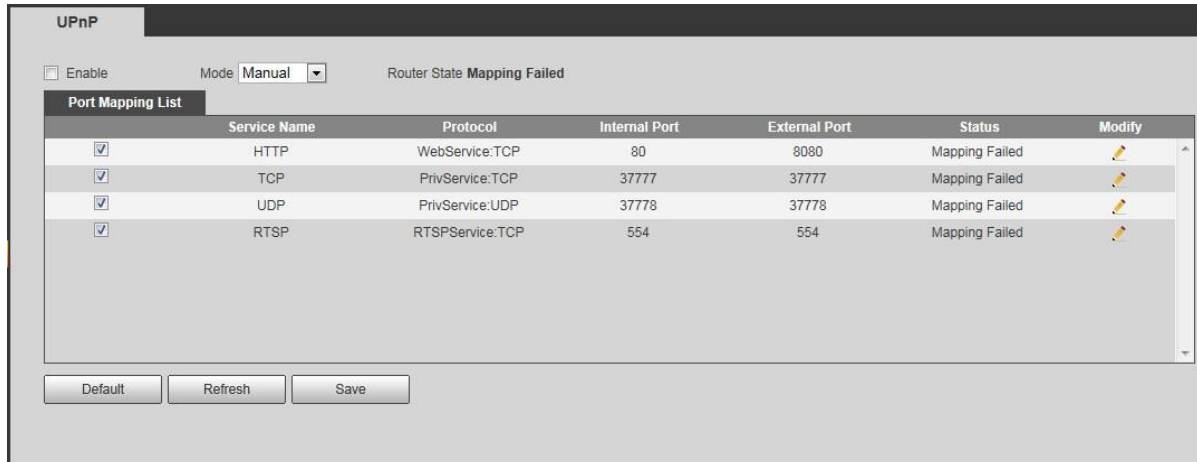 UPnP
Enable Mode Manual Router State Mapping Failed
Port Mapping List
Service Name Protocol Internal Port External Port Status Modify
HTTP WebService:TCP 80 8080 Mapping Failed
TCP PrivService:TCP 37777 37777 Mapping Failed
UDP PrivService:UDP 37778 37778 Mapping Failed
RTSP RTSPService:TCP 554 554 Mapping Failed
Default Refresh Save